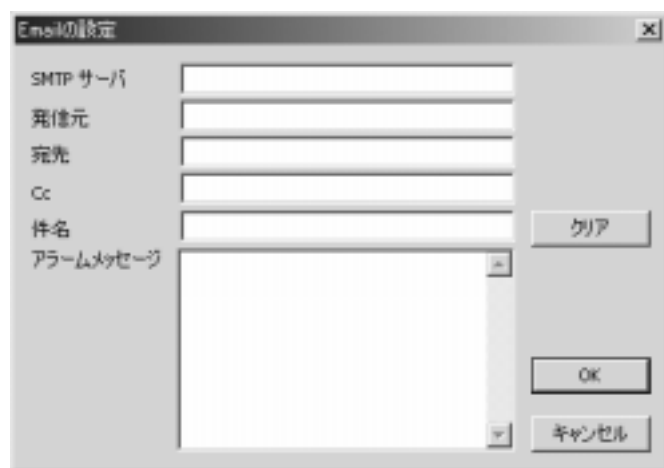 Emailの設定
SMTP サーバ
発信元
宛先
Cc
件名
クリア
アラームメッセージ
OK
キャンセル